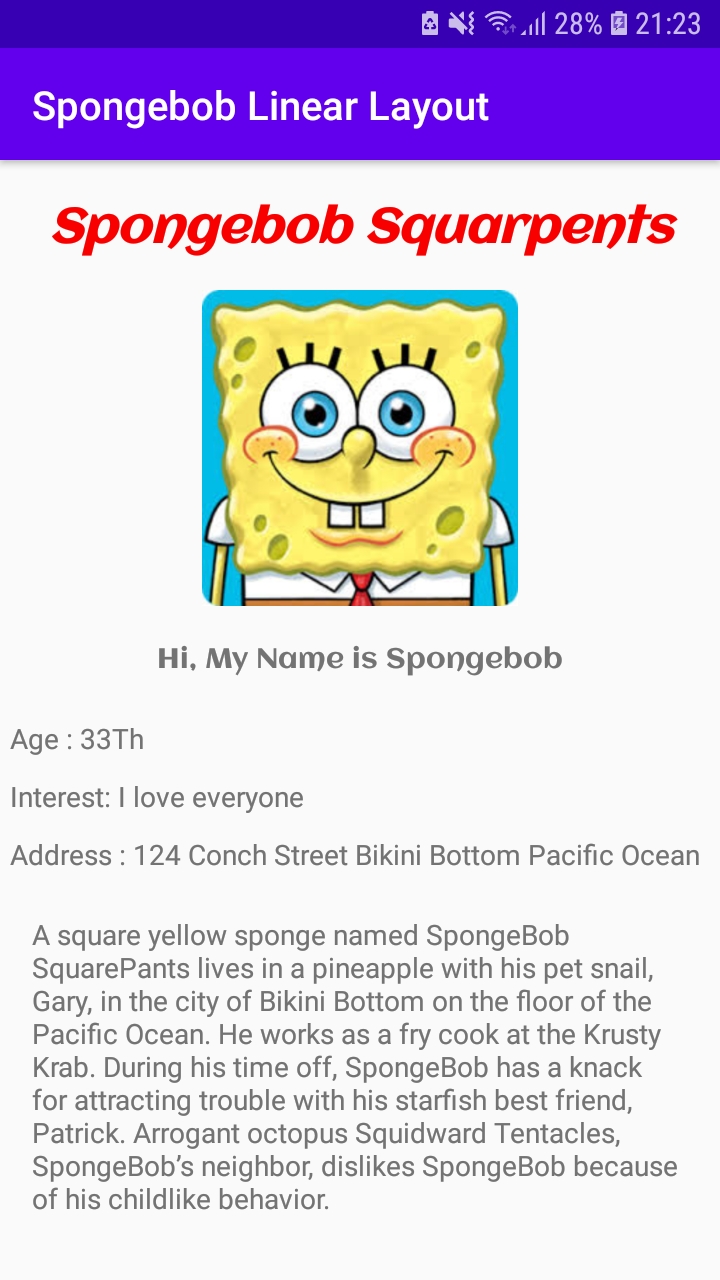 28% 21:23
Spongebob Linear Layout
Spongebob Squarpents
Hi, My Name is Spongebob
Age : 33Th
Interest: I love everyone
Address : 124 Conch Street Bikini Bottom Pacific Ocean
A square yellow sponge named SpongeBob
SquarePants lives in a pineapple with his pet snail,
Gary, in the city of Bikini Bottom on the floor of the
Pacific Ocean. He works as a fry cook at the Krusty
Krab. During his time off, SpongeBob has a knack
for attracting trouble with his starfish best friend,
Patrick. Arrogant octopus Squidward Tentacles,
SpongeBob’s neighbor, dislikes SpongeBob because
of his childlike behavior.